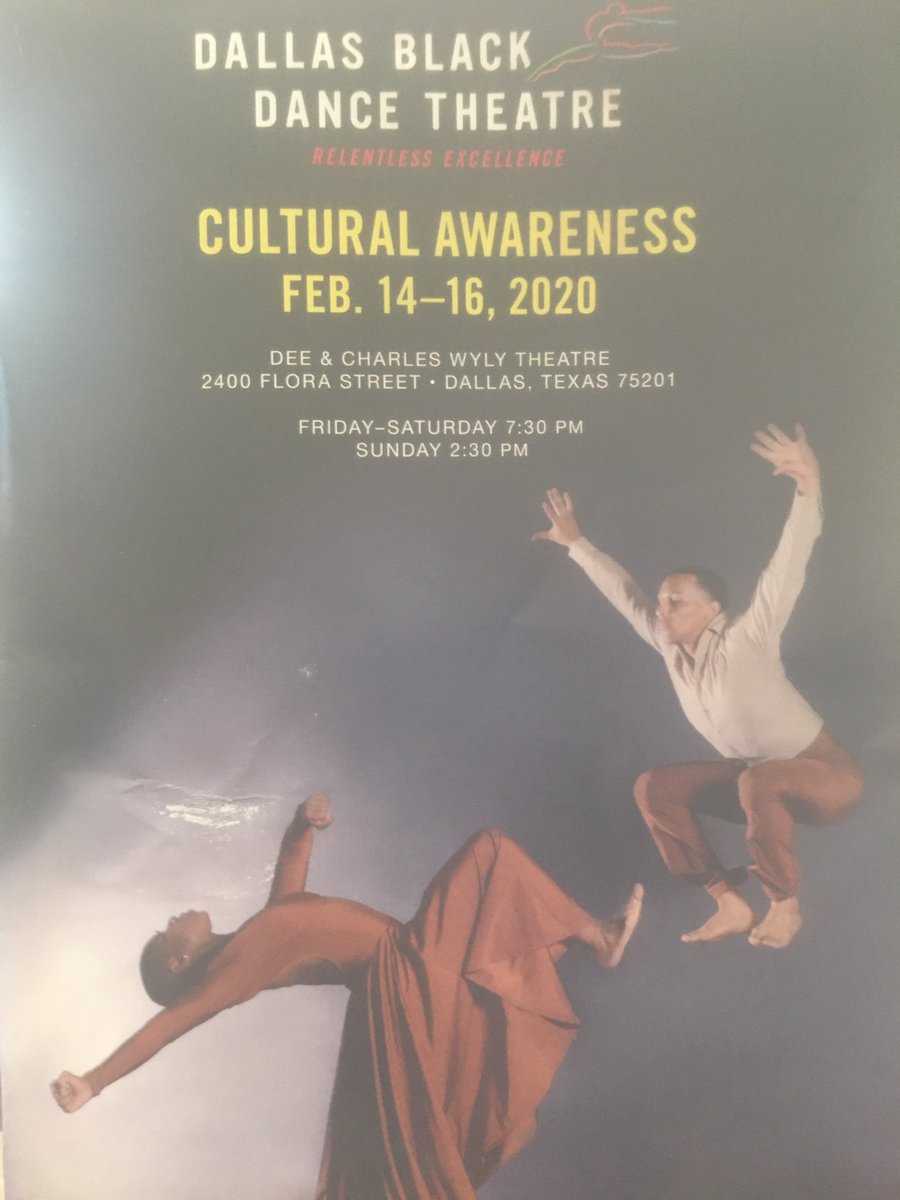 DALLAS BLACK
DANCE THEATRE
RELENTLESS EXCELLENCE
CULTURAL AWARENESS
FEB. 14–16, 2020
DEE & CHARLES WYLY THEATRE
2400 FLORA STREET • DALLAS, TEXAS 75201
FRIDAY–SATURDAY 7:30 PM
SUNDAY 2:30 PM